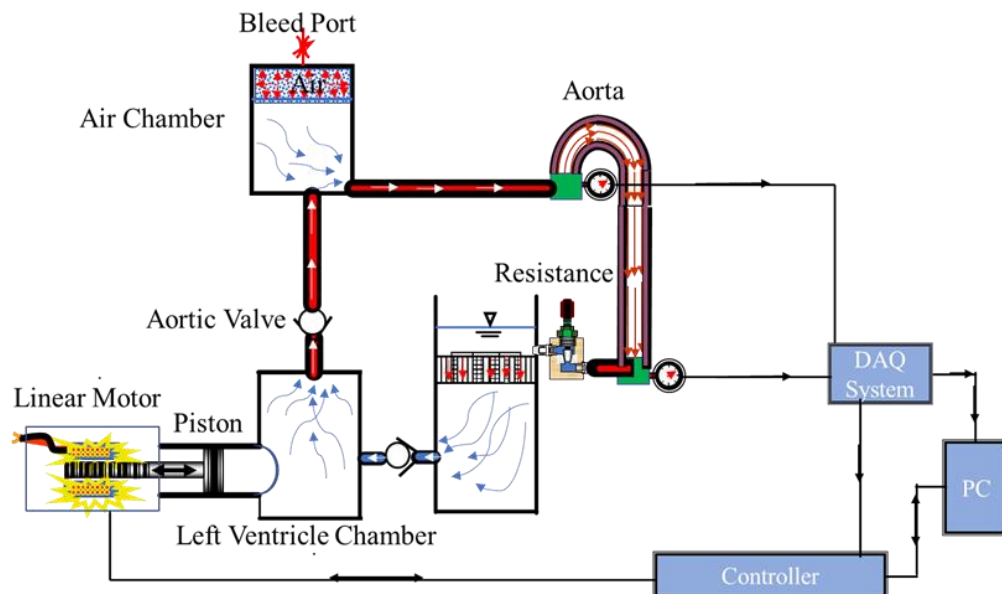 Bleed Port
Air
Air Chamber
Aorta
Resistance
Aortic Valve
DAQ
System
Linear Motor
Piston
PC
Left Ventricle Chamber
Controller